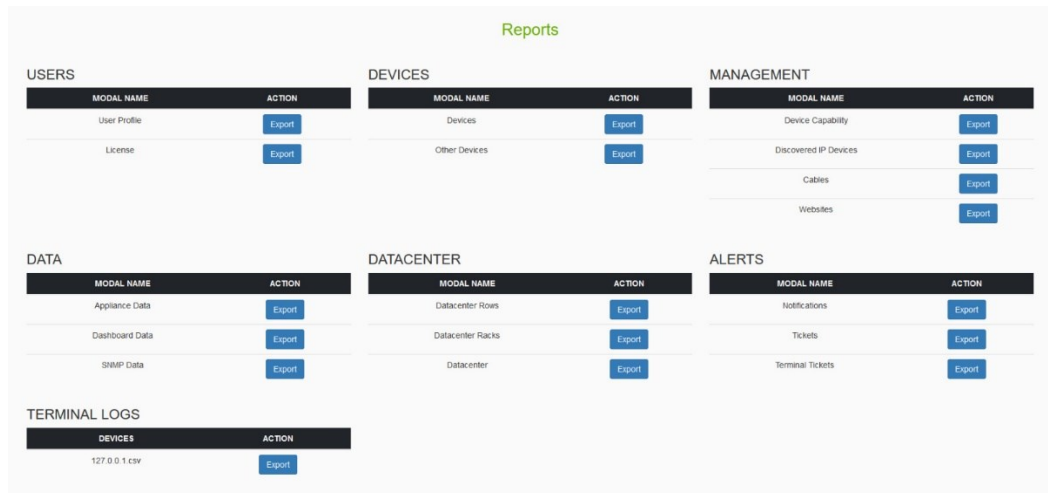 Reports
USERS
MODAL NAME ACTION
User Profile Export
License Export
DEVICES
MODAL NAME ACTION
Devices Export
Other Devices Export
MANAGEMENT
MODAL NAME ACTION
Device Capability Export
Discovered IP Devices Export
Cables Export
Websites Export
DATA
MODAL NAME ACTION
Appliance Data Export
Dashboard Data Export
SNMP Data Export
DATACENTER
MODAL NAME ACTION
Datacenter Rows Export
Datacenter Racks Export
Datacenter Export
ALERTS
MODAL NAME ACTION
Notifications Export
Tickets Export
Terminal Tickets Export
TERMINAL LOGS
DEVICES ACTION
127.0.0.1.csv Export